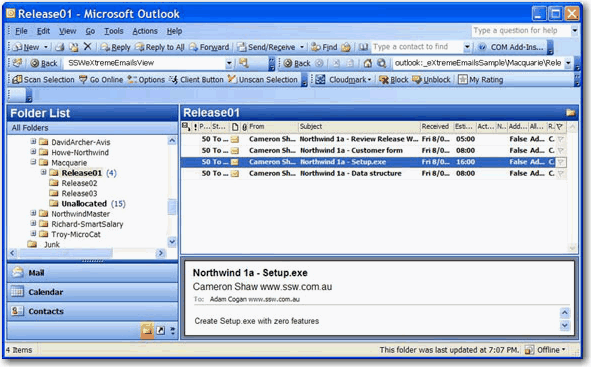 Release01 - Microsoft Outlook
File Edit View Go Tools Actions Help Type a question for help
New Reply Reply to All Forward Send/Receive Find Type a contact to find COM Add-Ins...
Back SSWeXtremeEmailsView Back outlook:_eXtremeEmailsSample\Macquarie\Rele
Scan Selection Go Online Options Client Button Unscan Selection Cloudmark Block Unblock My Rating
Folder List
All Folders
DavidArcher-Avis
Howe-Northwind
Macquarie
Release01 (4)
Release02
Release03
Unallocated (15)
NorthwindMaster
Richard-SmartSalary
Troy-MicroCat
Junk
Mail
Calendar
Contacts
Release01
! P... St... From Subject Received Esti... Act... N... Add... All... R...
50 To ... Cameron Sh... Northwind 1a - Review Release W... Fri 8/0... 05:00 False Ad... C.
50 To ... Cameron Sh... Northwind 1a - Customer form Fri 8/0... 08:00 False Ad... C.
50 To ... Cameron Sh... Northwind 1a - Setup.exe Fri 8/0... 16:00 False Ad... C.
50 To ... Cameron Sh... Northwind 1a - Data structure Fri 8/0... 08:00 False Ad... C.
Northwind 1a - Setup.exe
Cameron Shaw www.ssw.com.au
To: Adam Cogan www.ssw.com.au
Create Setup.exe with zero features
4 Items This folder was last updated at 7:07 PM. Offline